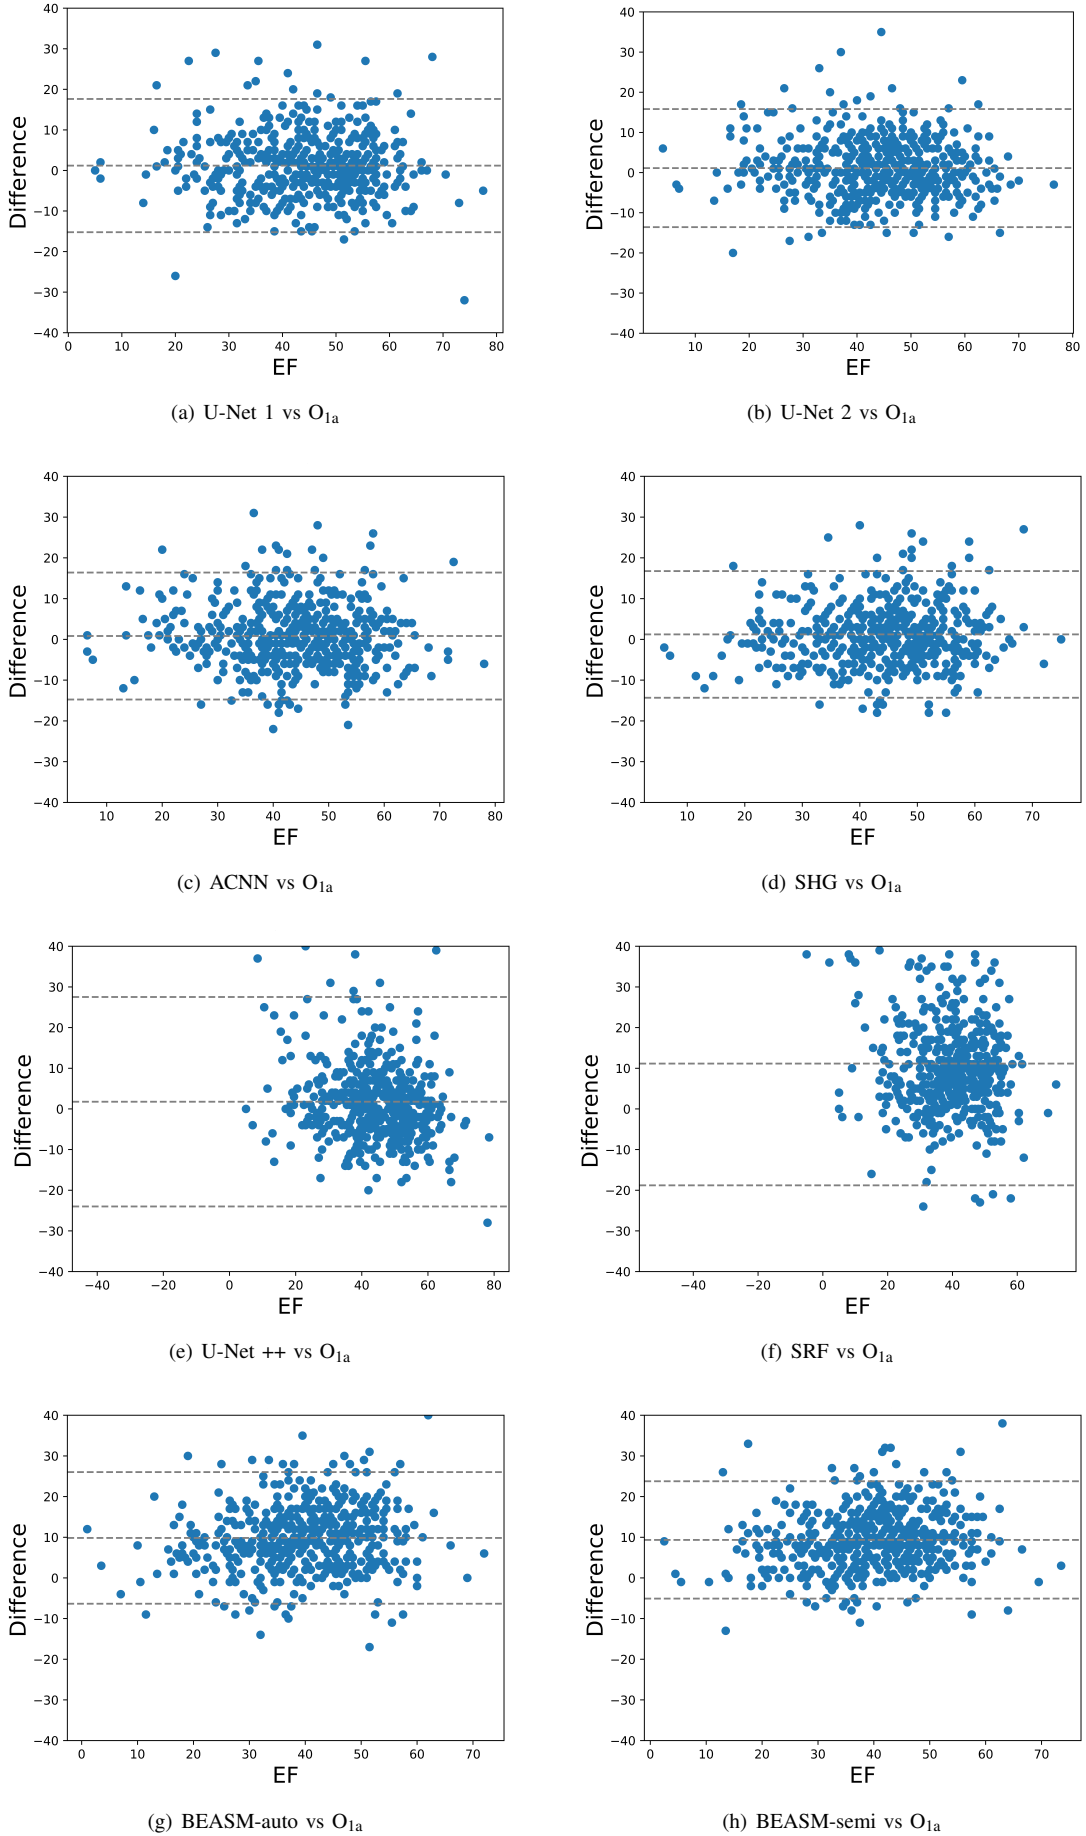 40
30
20
10
0
−10
−20
−30
−40
Difference
0 10 20 30 40 50 60 70 80
EF
(a) U-Net 1 vs O1a
40
30
20
10
0
−10
−20
−30
−40
Difference
10 20 30 40 50 60 70 80
EF
(b) U-Net 2 vs O1a
40
30
20
10
0
−10
−20
−30
−40
Difference
10 20 30 40 50 60 70 80
EF
(c) ACNN vs O1a
40
30
20
10
0
−10
−20
−30
−40
Difference
10 20 30 40 50 60 70
EF
(d) SHG vs O1a
40
30
20
10
0
−10
−20
−30
−40
Difference
−40 −20 0 20 40 60 80
EF
(e) U-Net ++ vs O1a
40
30
20
10
0
−10
−20
−30
−40
Difference
−40 −20 0 20 40 60
EF
(f) SRF vs O1a
40
30
20
10
0
−10
−20
−30
−40
Difference
0 10 20 30 40 50 60 70
EF
(g) BEASM-auto vs O1a
40
30
20
10
0
−10
−20
−30
−40
Difference
0 10 20 30 40 50 60 70
EF
(h) BEASM-semi vs O1a